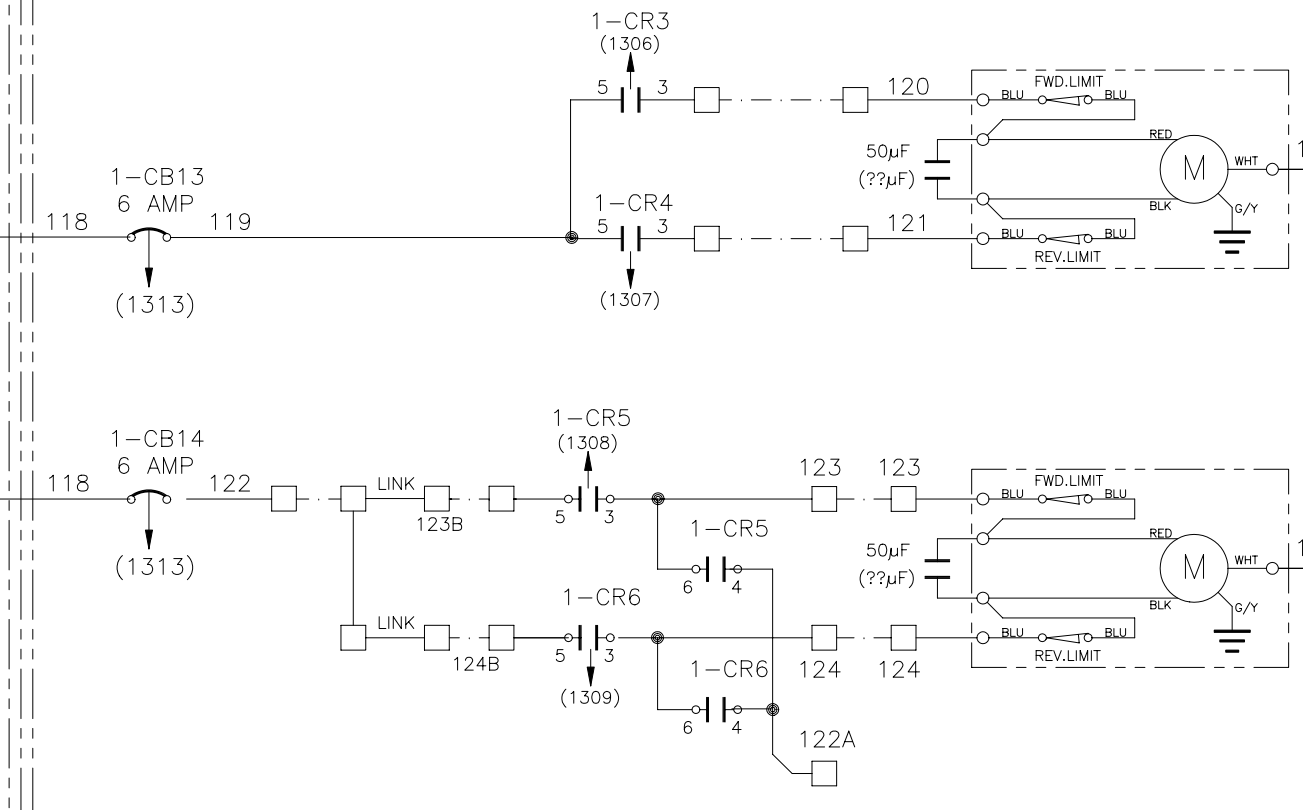 1-CR3
(1306)
5 3
120
BLU
FWD.LIMIT
BLU
50µF
(??µF)
RED
M
WHT
1
BLK
G/Y
1-CB13
6 AMP
118
119
(1313)
1-CR4
5 3
(1307)
121
BLU
BLU
REV.LIMIT
1-CB14
6 AMP
118
122
(1313)
LINK
123B
1-CR5
(1308)
5 3
123 123
BLU
FWD.LIMIT
BLU
1-CR5
6 4
50µF
(??µF)
RED
M
WHT
1
BLK
G/Y
LINK
124B
1-CR6
5 3
(1309)
124 124
BLU
BLU
REV.LIMIT
1-CR6
6 4
122A